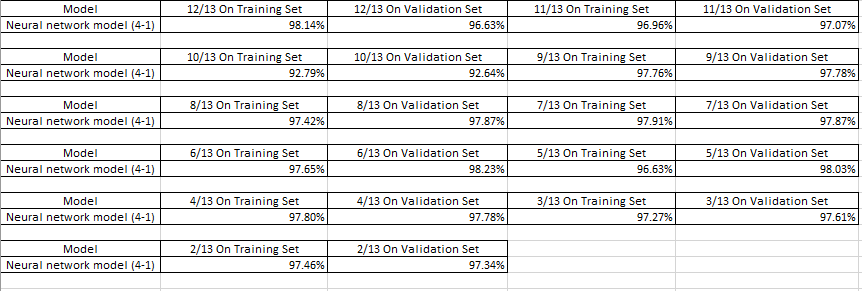 Model 12/13 On Training Set 12/13 On Validation Set 11/13 On Training Set 11/13 On Validation Set
Neural network model (4-1) 98.14% 96.63% 96.96% 97.07%
Model 10/13 On Training Set 10/13 On Validation Set 9/13 On Training Set 9/13 On Validation Set
Neural network model (4-1) 92.79% 92.64% 97.76% 97.78%
Model 8/13 On Training Set 8/13 On Validation Set 7/13 On Training Set 7/13 On Validation Set
Neural network model (4-1) 97.42% 97.87% 97.91% 97.87%
Model 6/13 On Training Set 6/13 On Validation Set 5/13 On Training Set 5/13 On Validation Set
Neural network model (4-1) 97.65% 98.23% 96.63% 98.03%
Model 4/13 On Training Set 4/13 On Validation Set 3/13 On Training Set 3/13 On Validation Set
Neural network model (4-1) 97.80% 97.78% 97.27% 97.61%
Model 2/13 On Training Set 2/13 On Validation Set
Neural network model (4-1) 97.46% 97.34%